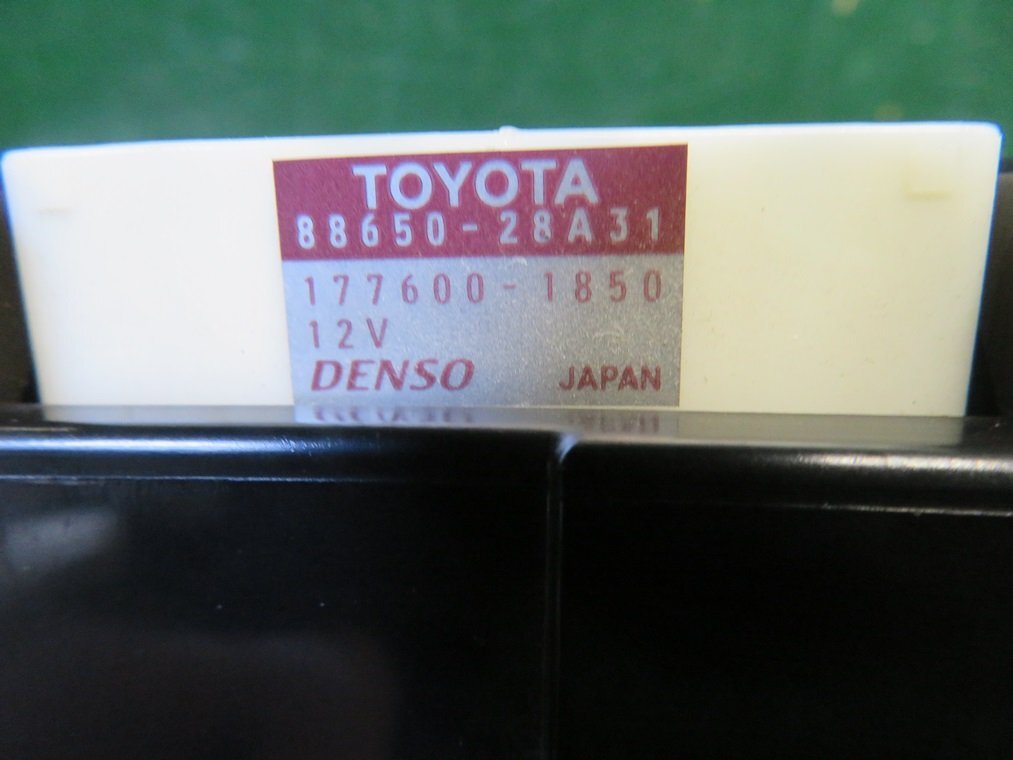 TOYOTA
88650-28A31
177600-1850
12V
DENSO JAPAN